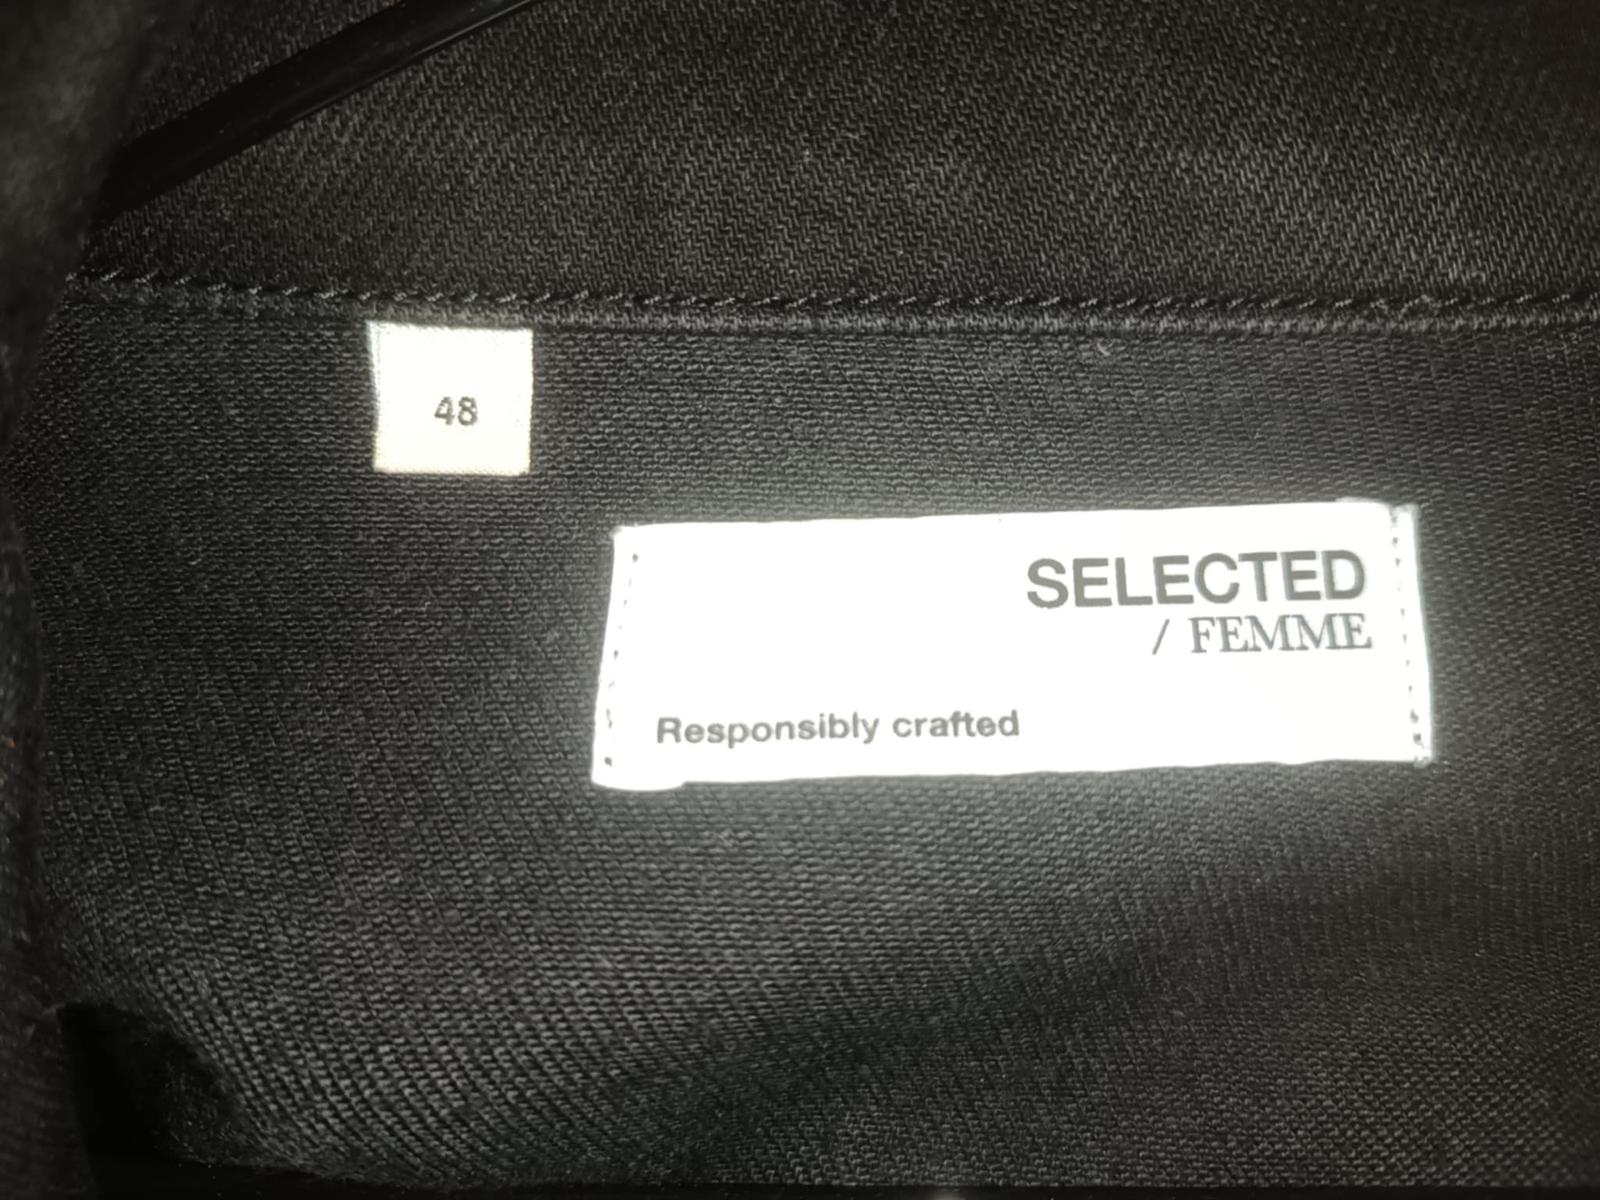 48
SELECTED
/ FEMME
Responsibly crafted